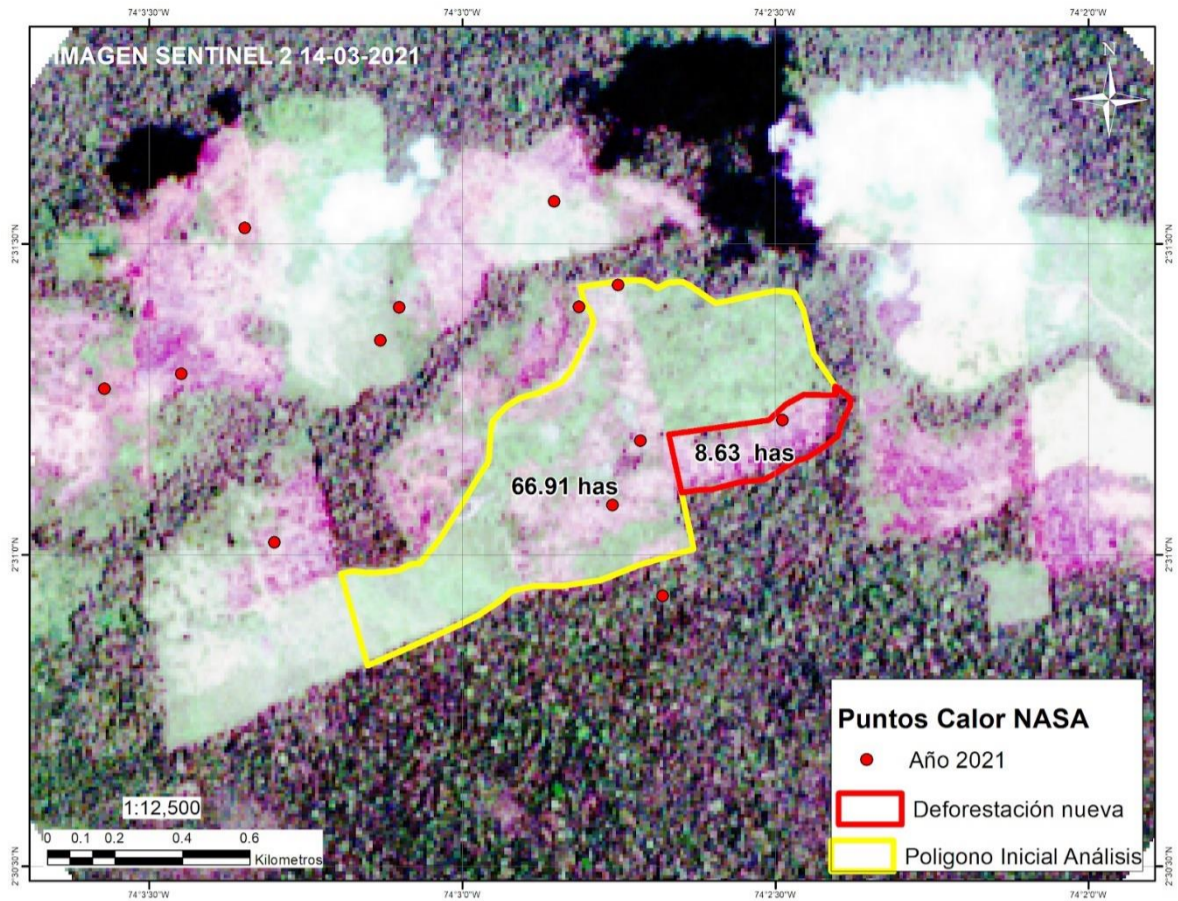 74°3'30"W 74°3'0"W 74°2'30"W 74°2'0"W
IMAGEN SENTINEL 2 14-03-2021
N
2°31'30"N 2°31'30"N
8.63 has
66.91 has
2°31'0"N 2°31'0"N
Puntos Calor NASA
Año 2021
Deforestación nueva
Poligono Inicial Análisis
1:12,500
0 0.1 0.2 0.4 0.6
Kilometros
2°30'30"N 2°30'30"N
74°3'30"W 74°3'0"W 74°2'30"W 74°2'0"W